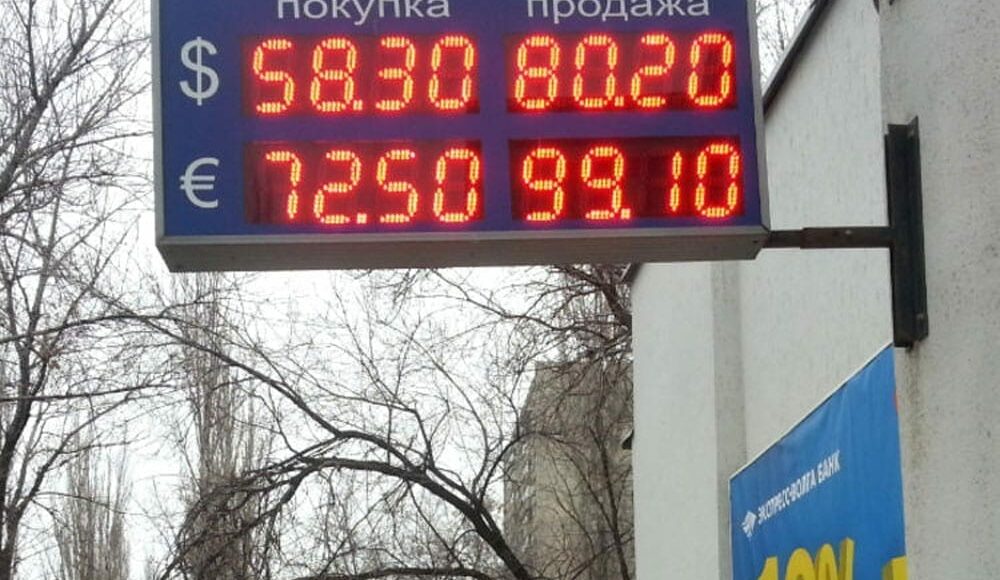 покупка продажа
$ 58.30 80.20
€ 72.50 99.10
ЭКСПРЕСС-ВОЛГА БАНК